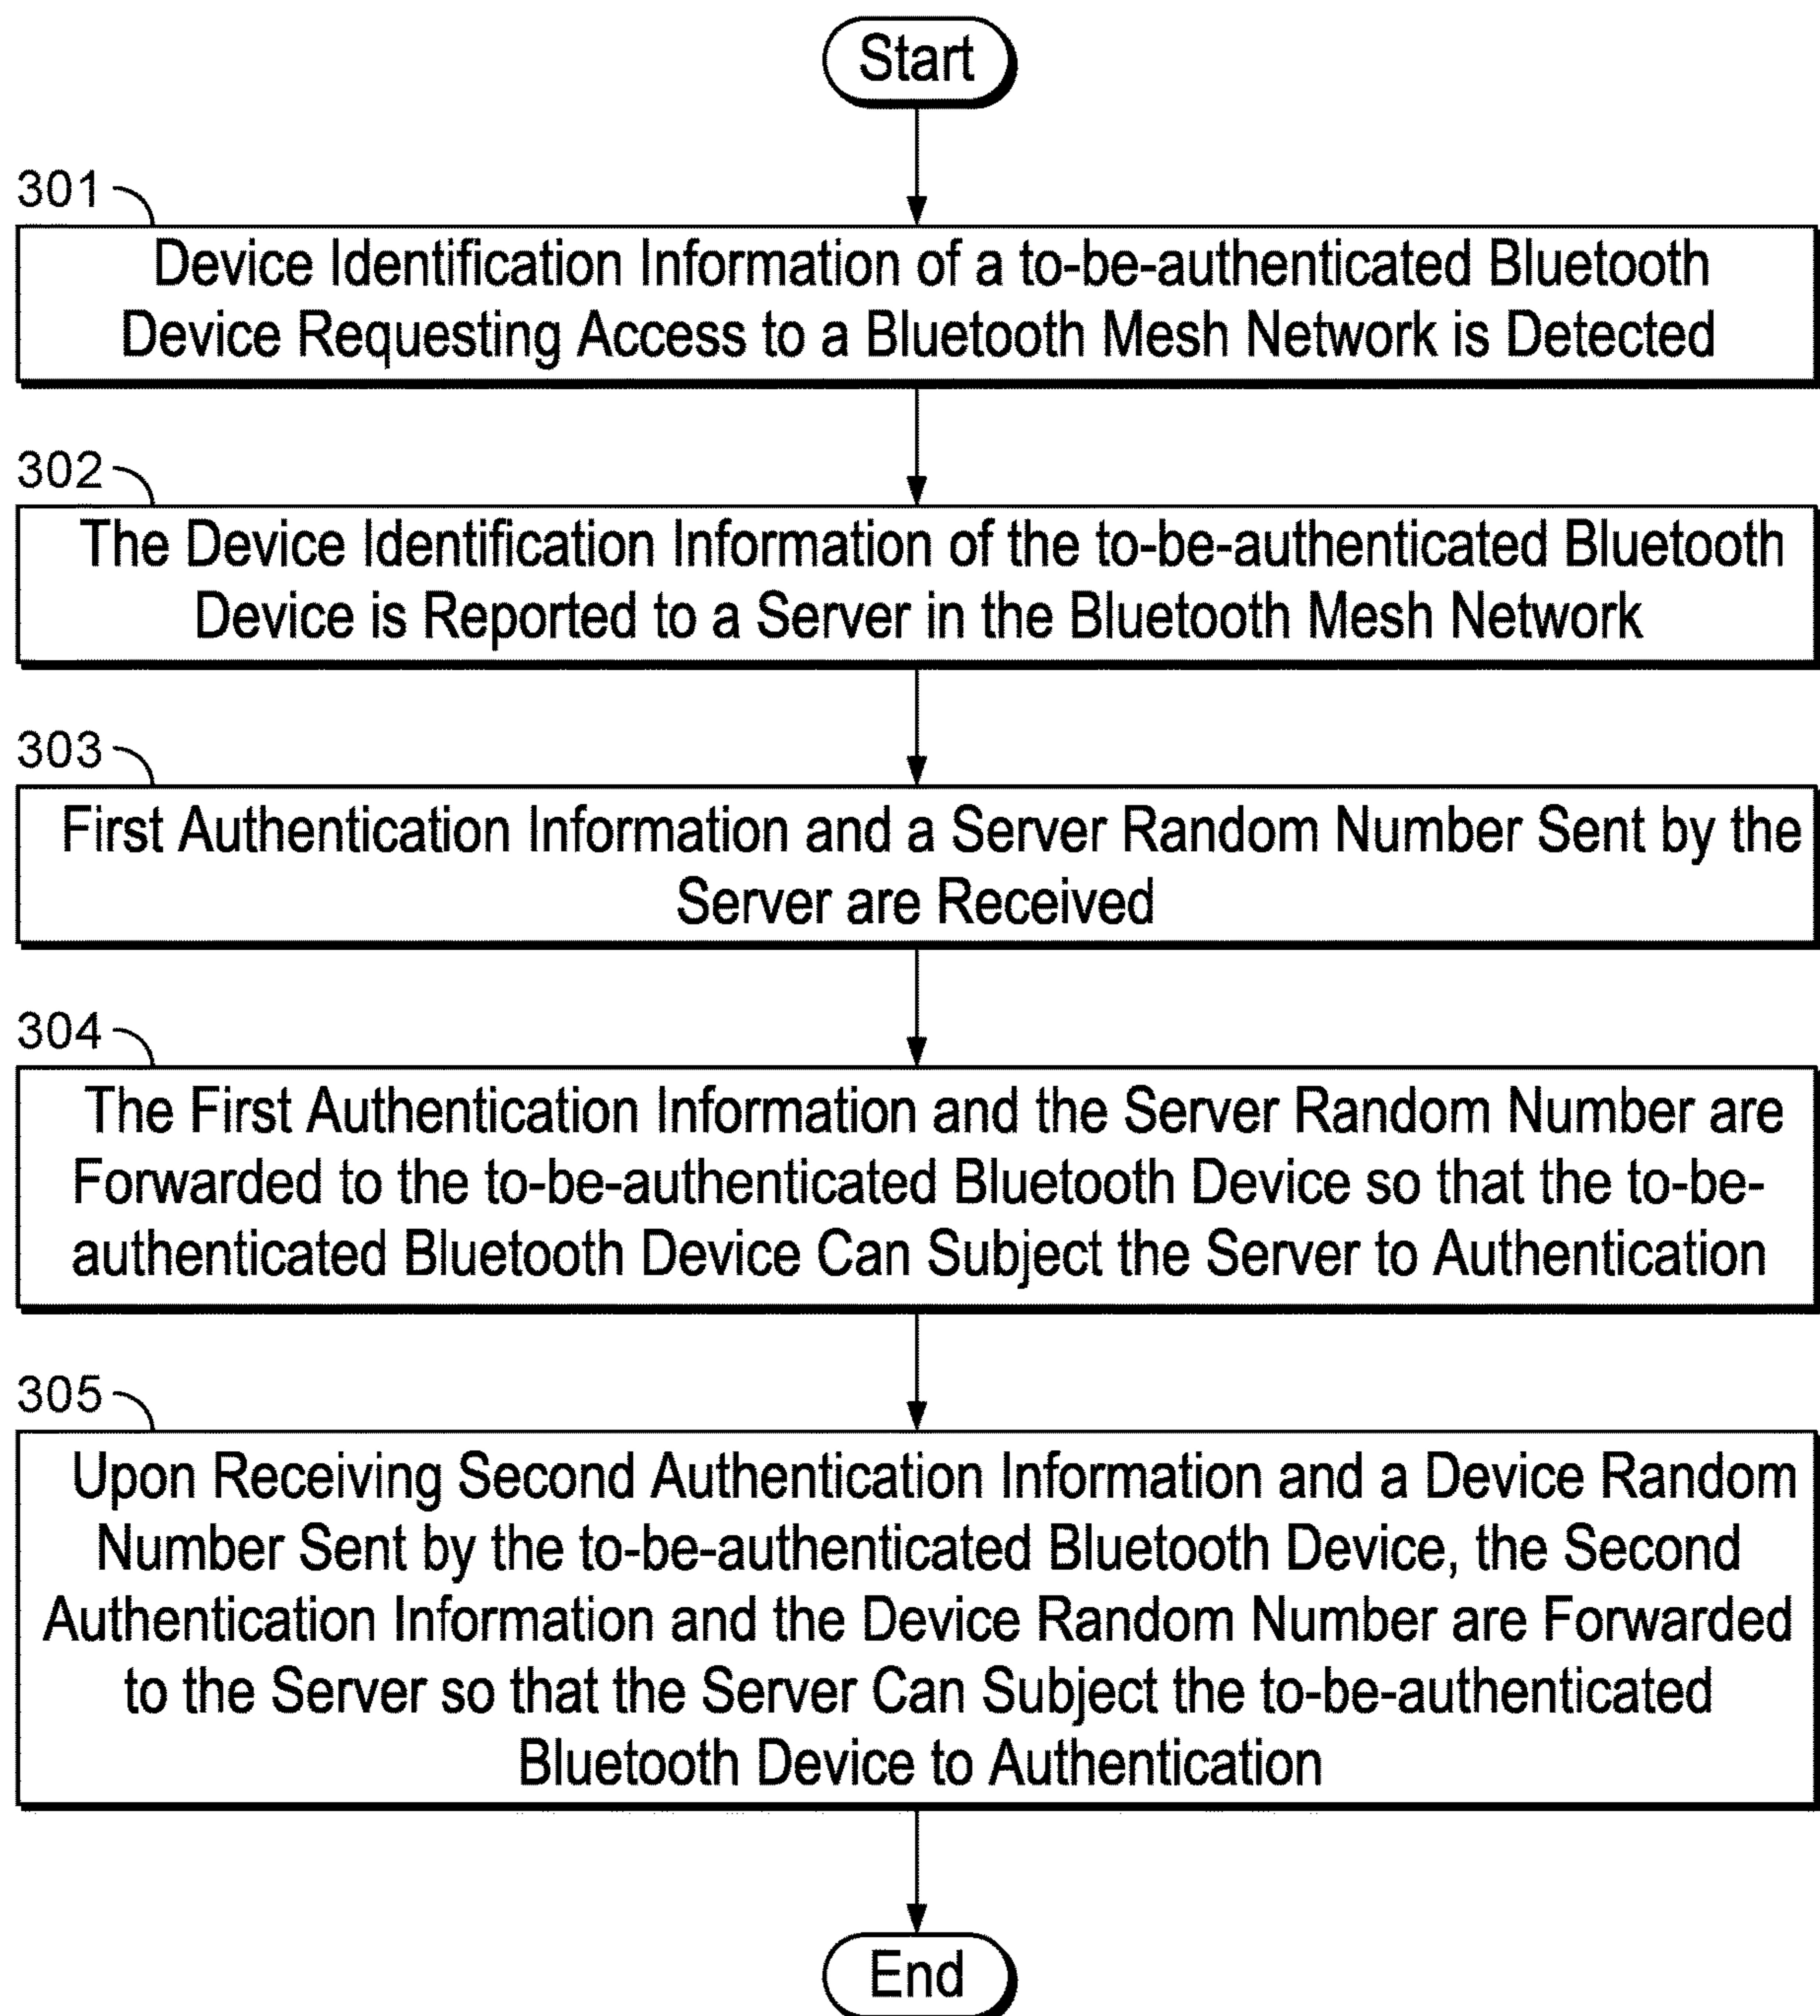 Start
301
Device Identification Information of a to-be-authenticated Bluetooth
Device Requesting Access to a Bluetooth Mesh Network is Detected
302
The Device Identification Information of the to-be-authenticated Bluetooth
Device is Reported to a Server in the Bluetooth Mesh Network
303
First Authentication Information and a Server Random Number Sent by the
Server are Received
304
The First Authentication Information and the Server Random Number are
Forwarded to the to-be-authenticated Bluetooth Device so that the to-be-
authenticated Bluetooth Device Can Subject the Server to Authentication
305
Upon Receiving Second Authentication Information and a Device Random
Number Sent by the to-be-authenticated Bluetooth Device, the Second
Authentication Information and the Device Random Number are Forwarded
to the Server so that the Server Can Subject the to-be-authenticated
Bluetooth Device to Authentication
End